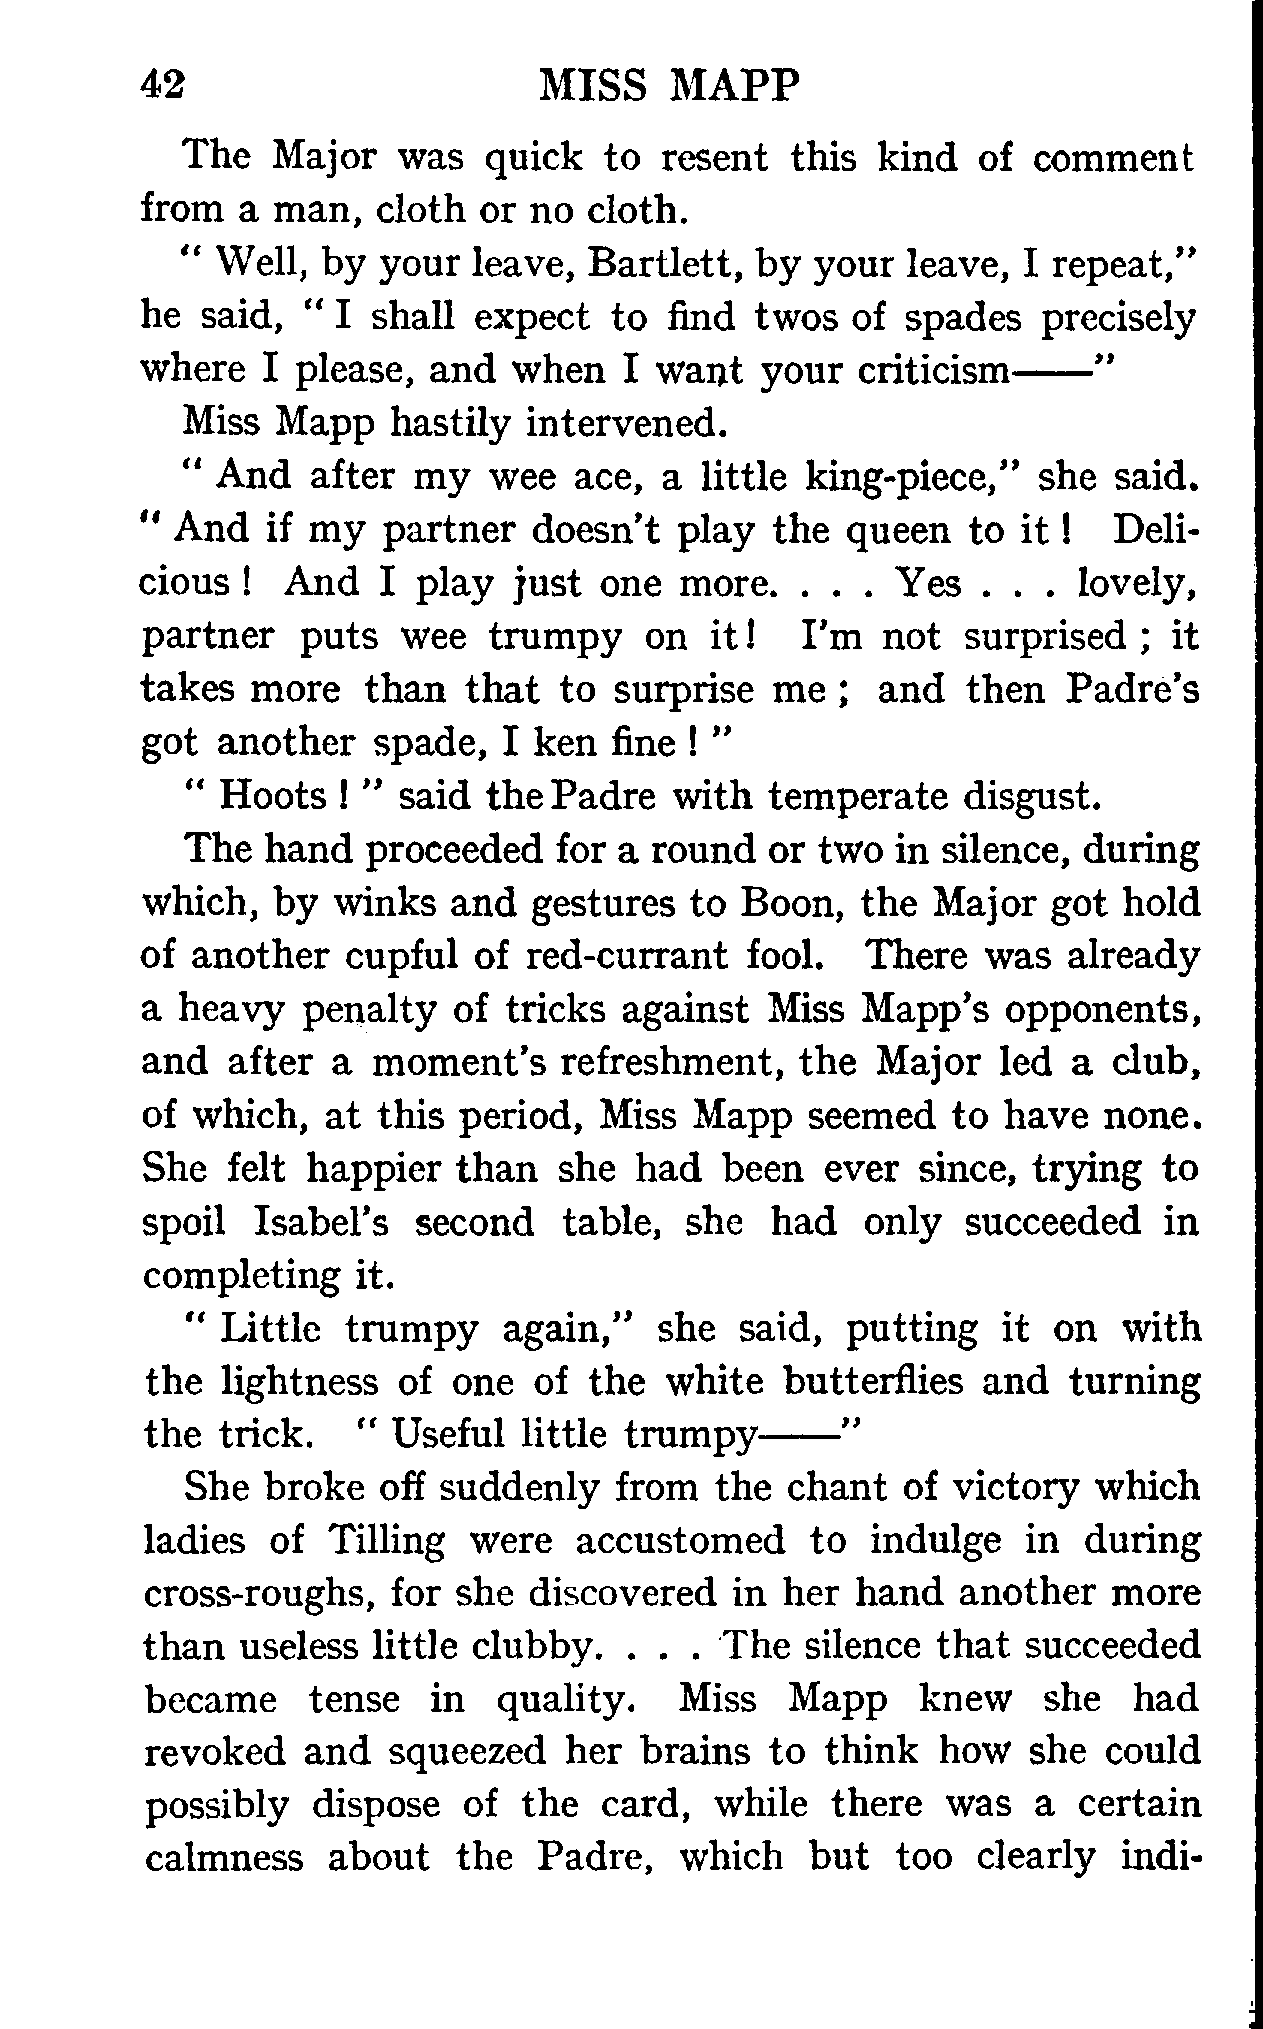 42 MISS MAPP
The Major was quick to resent this kind of comment
from a man, cloth or no cloth.
" Well, by your leave, Bartlett, by your leave, I repeat,"
he said, " I shall expect to find twos of spades precisely
where I please, and when I want your criticism——"
Miss Mapp hastily intervened.
" And after my wee ace, a little king-piece," she said.
" And if my partner doesn't play the queen to it ! Deli-
cious ! And I play just one more. . . . Yes . . . lovely,
partner puts wee trumpy on it! I'm not surprised ; it
takes more than that to surprise me ; and then Padre's
got another spade, I ken fine ! "
" Hoots ! " said the Padre with temperate disgust.
The hand proceeded for a round or two in silence, during
which, by winks and gestures to Boon, the Major got hold
of another cupful of red-currant fool. There was already
a heavy penalty of tricks against Miss Mapp's opponents,
and after a moment's refreshment, the Major led a club,
of which, at this period, Miss Mapp seemed to have none.
She felt happier than she had been ever since, trying to
spoil Isabel's second table, she had only succeeded in
completing it.
" Little trumpy again," she said, putting it on with
the lightness of one of the white butterflies and turning
the trick. " Useful little trumpy——"
She broke off suddenly from the chant of victory which
ladies of Tilling were accustomed to indulge in during
cross-roughs, for she discovered in her hand another more
than useless little clubby. . . . The silence that succeeded
became tense in quality. Miss Mapp knew she had
revoked and squeezed her brains to think how she could
possibly dispose of the card, while there was a certain
calmness about the Padre, which but too clearly indi-